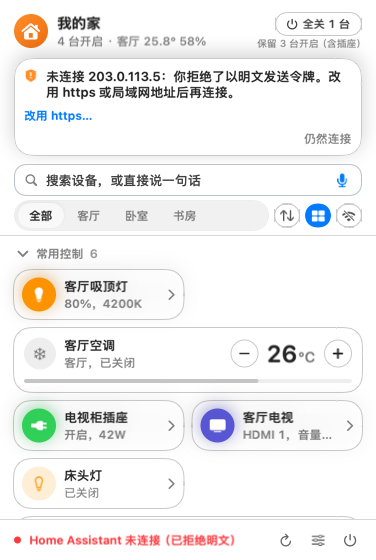 我的家
4 台开启 · 客厅 25.8° 58%
全关 1 台
保留 3 台开启 (含插座)
未连接 203.0.113.5：你拒绝了以明文发送令牌。改
用 https 或局域网地址后再连接。
改用 https...
仍然连接
搜索设备，或直接说一句话
全部 客厅 卧室 书房
常用控制 6
客厅吸顶灯
80%，4200K
客厅空调
客厅，已关闭
26°C
电视柜插座
开启，42W
客厅电视
HDMI 1，音量...
床头灯
已关闭
Home Assistant 未连接 (已拒绝明文)